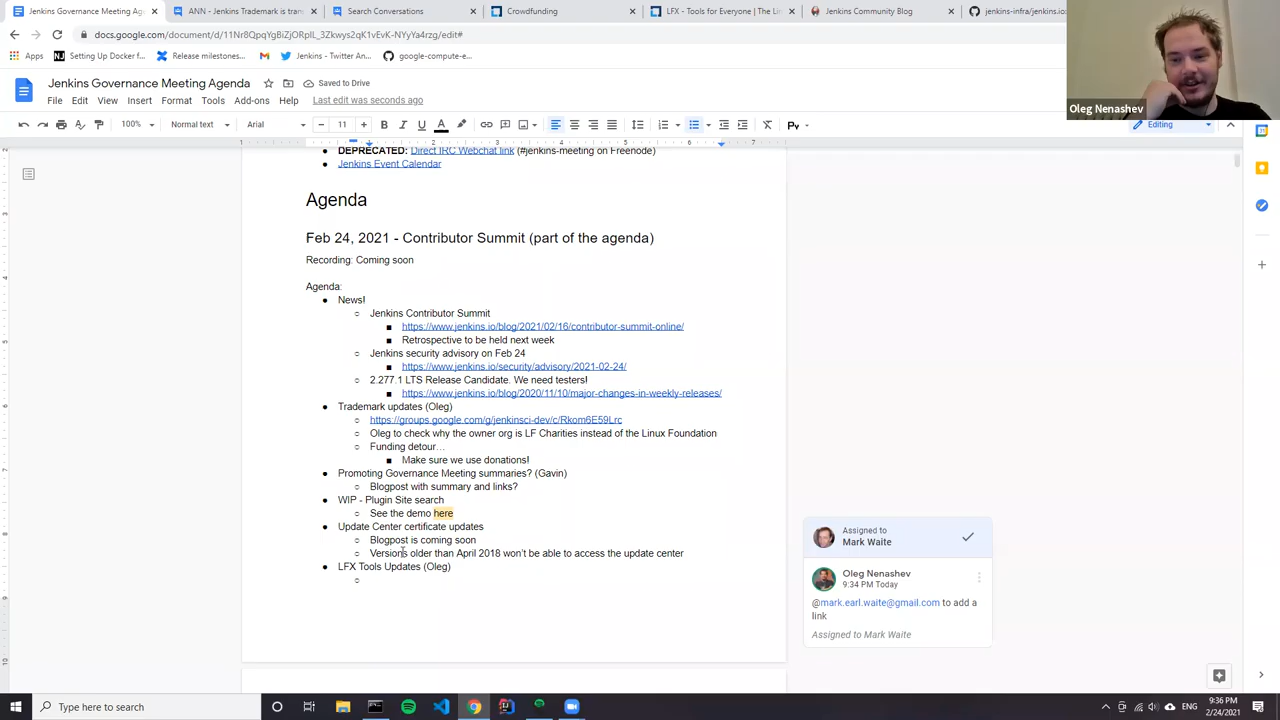 Jenkins Governance Meeting Age
ANN - Jenkins Trademark is tran
Search Conversations
Crowdfunding
LFX - Tools for Everyone | The Lin
Jenkins Community Blog
jenkins-infra/jenkins.io
docs.google.com/document/d/11Nr8QpqYgBiZjORpIL_3Zkwys2qK1vEvK-NYyYa4rzg/edit#
Apps
Setting Up Docker f...
Release milestones...
Jenkins - Twitter An...
google-compute-e...
Oleg Nenashev
Jenkins Governance Meeting Agenda
Saved to Drive
File Edit View Insert Format Tools Add-ons Help
Last edit was seconds ago
100%
Normal text
Arial
11
Editing
DEPRECATED: Direct IRC Webchat link (#jenkins-meeting on Freenode)
Jenkins Event Calendar
Agenda
Feb 24, 2021 - Contributor Summit (part of the agenda)
Recording: Coming soon
Agenda:
News!
Jenkins Contributor Summit
https://www.jenkins.io/blog/2021/02/16/contributor-summit-online/
Retrospective to be held next week
Jenkins security advisory on Feb 24
https://www.jenkins.io/security/advisory/2021-02-24/
2.277.1 LTS Release Candidate. We need testers!
https://www.jenkins.io/blog/2020/11/10/major-changes-in-weekly-releases/
Trademark updates (Oleg)
https://groups.google.com/g/jenkinsci-dev/c/Rkom6E59Lrc
Oleg to check why the owner org is LF Charities instead of the Linux Foundation
Funding detour…
Make sure we use donations!
Promoting Governance Meeting summaries? (Gavin)
Blogpost with summary and links?
WIP - Plugin Site search
See the demo here
Update Center certificate updates
Blogpost is coming soon
Versions older than April 2018 won't be able to access the update center
LFX Tools Updates (Oleg)
Assigned to
Mark Waite
Oleg Nenashev
9:34 PM Today
@mark.earl.waite@gmail.com to add a
link
Assigned to Mark Waite
Type here to search
ENG
9:36 PM
2/24/2021